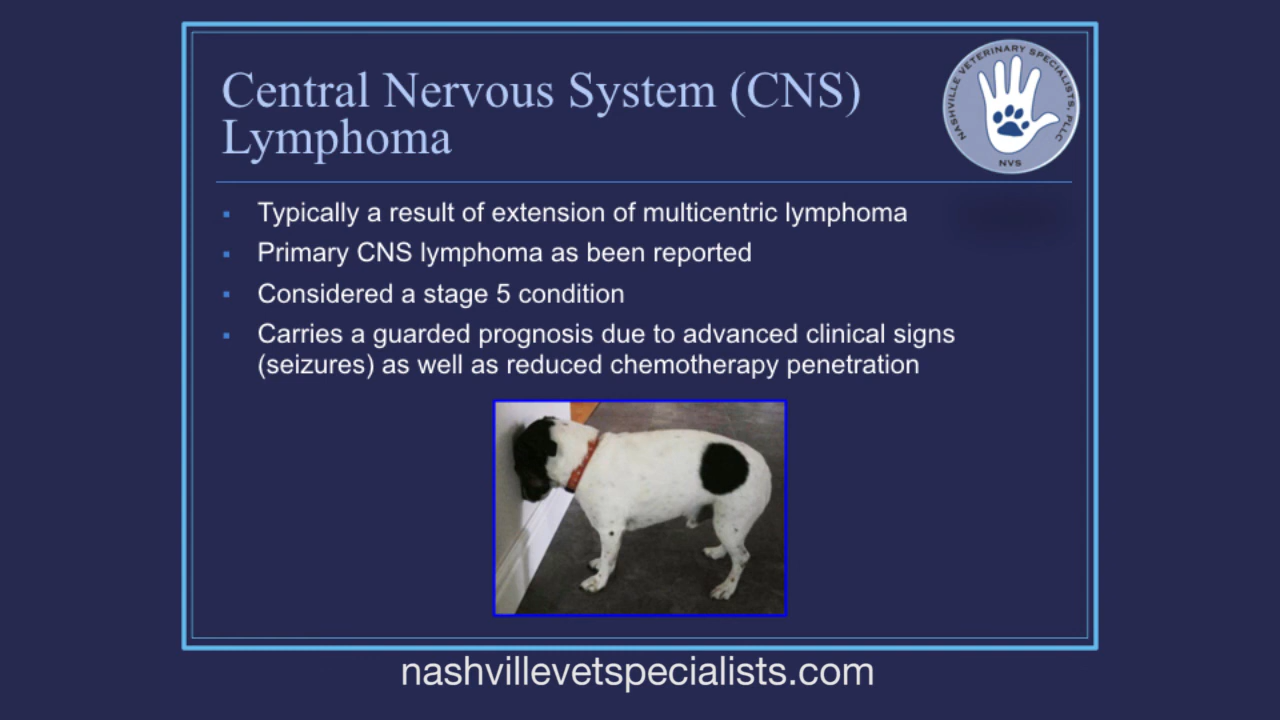 Central Nervous System (CNS)
Lymphoma
NASHVILLE VETERINARY SPECIALISTS, PLLC
NVS
Typically a result of extension of multicentric lymphoma
Primary CNS lymphoma as been reported
Considered a stage 5 condition
Carries a guarded prognosis due to advanced clinical signs
(seizures) as well as reduced chemotherapy penetration
nashvillevetspecialists.com